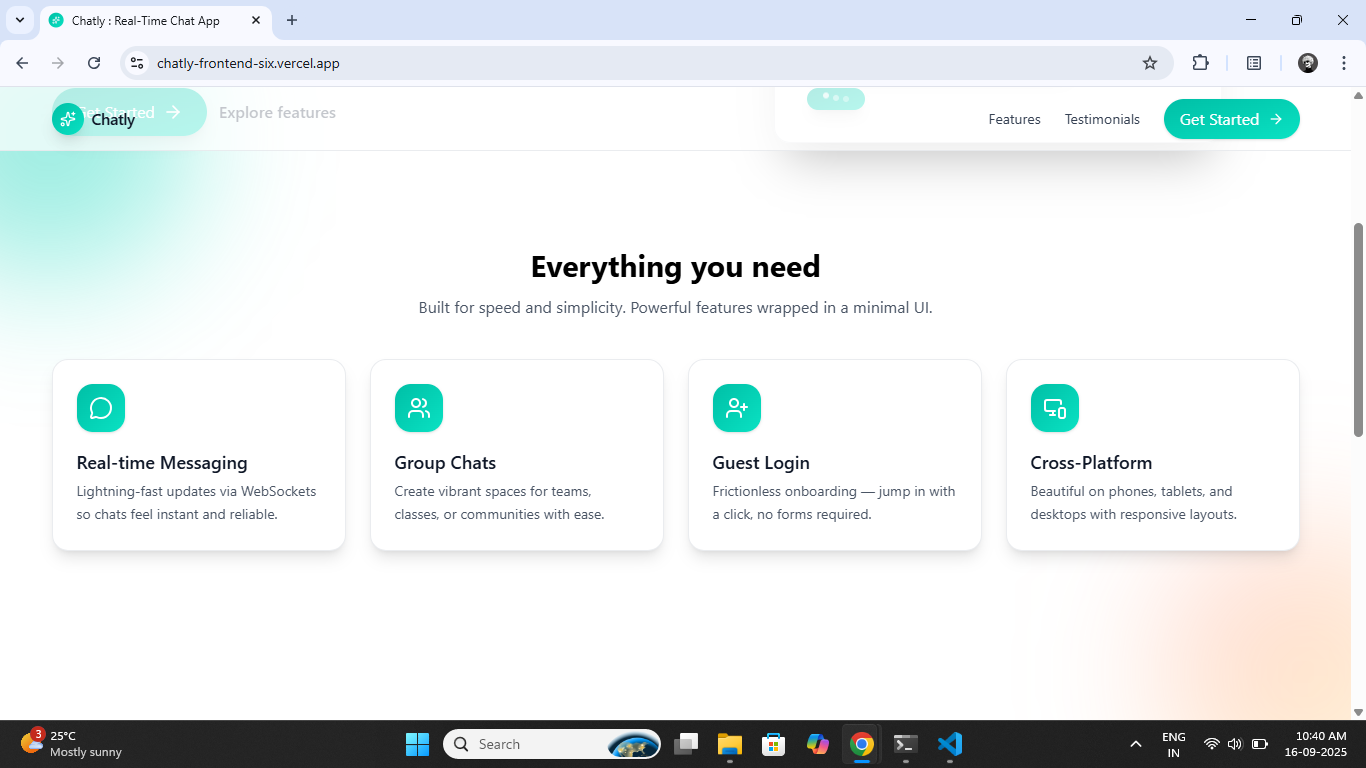 Chatly : Real-Time Chat App
chatly-frontend-six.vercel.app
Get Started
Explore features
Chatly
Features
Testimonials
Get Started
Everything you need
Built for speed and simplicity. Powerful features wrapped in a minimal UI.
Real-time Messaging
Lightning-fast updates via WebSockets
so chats feel instant and reliable.
Group Chats
Create vibrant spaces for teams,
classes, or communities with ease.
Guest Login
Frictionless onboarding — jump in with
a click, no forms required.
Cross-Platform
Beautiful on phones, tablets, and
desktops with responsive layouts.
3
25°C
Mostly sunny
Search
ENG
IN
10:40 AM
16-09-2025